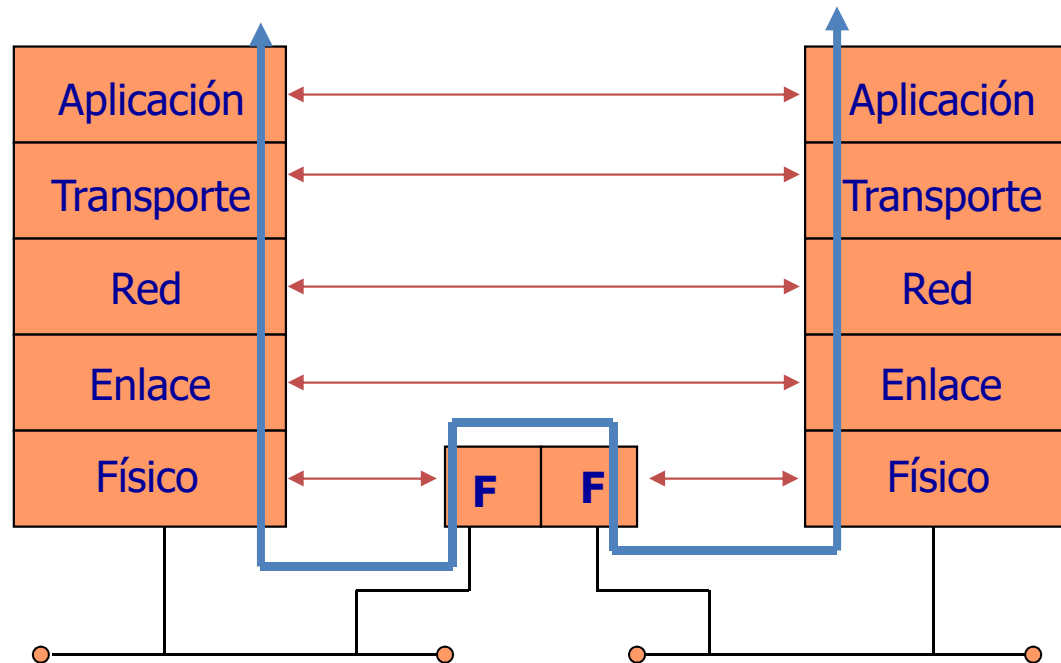 Aplicación
Aplicación
Transporte
Transporte
Red
Red
Enlace
Enlace
Físico
F
F
Físico